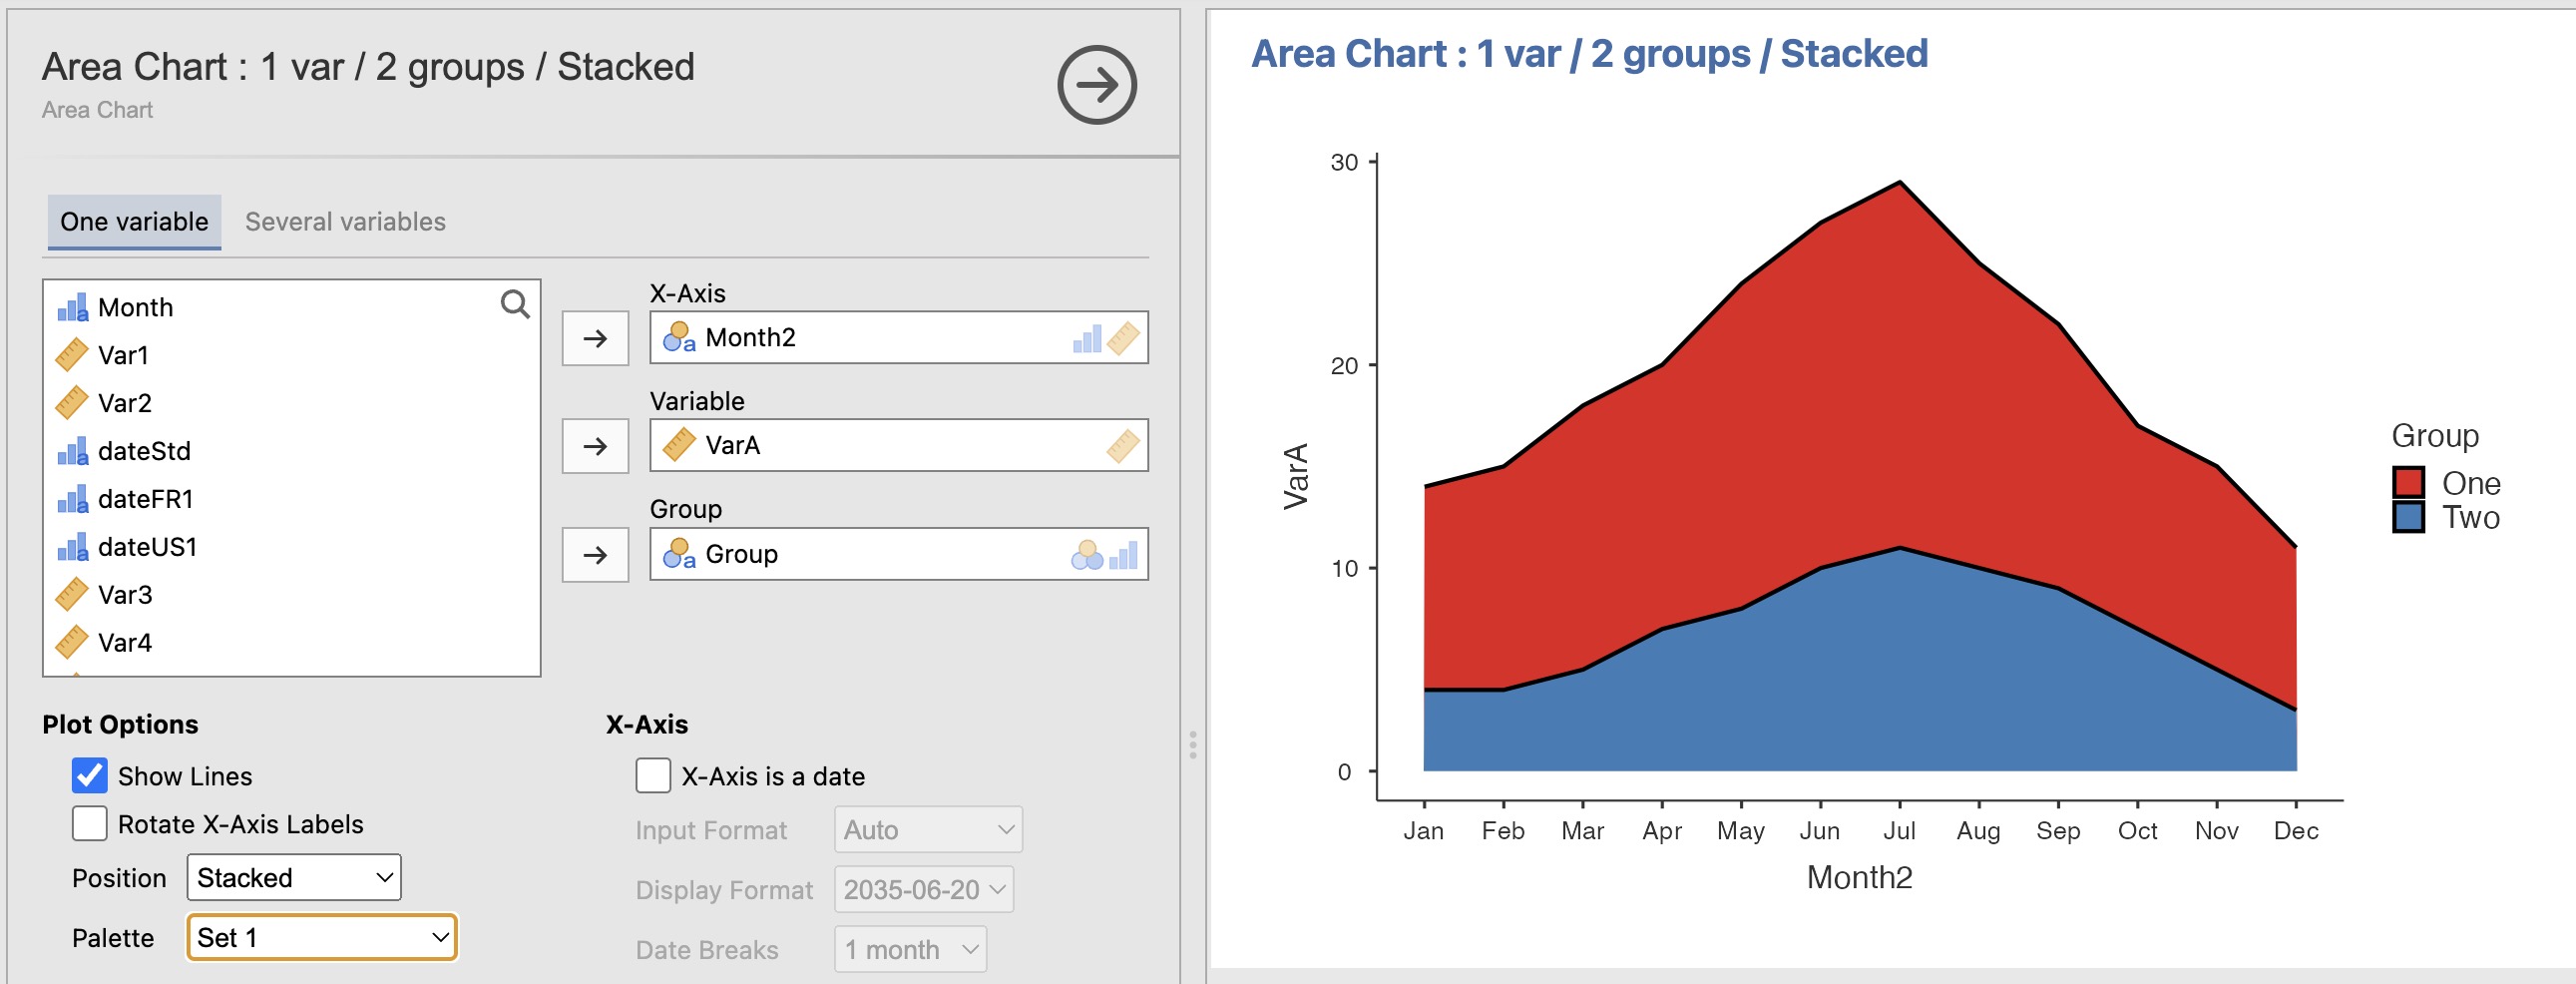 Area Chart : 1 var / 2 groups / Stacked
Area Chart
One variable
Several variables
Month
Var1
Var2
dateStd
dateFR1
dateUS1
Var3
Var4
X-Axis
a Month2
Variable
VarA
Group
a Group
Plot Options
Show Lines
Rotate X-Axis Labels
Position Stacked
Palette Set 1
X-Axis
X-Axis is a date
Input Format Auto
Display Format 2035-06-20
Date Breaks 1 month
Area Chart : 1 var / 2 groups / Stacked
30
20
10
0
VarA
Jan Feb Mar Apr May Jun Jul Aug Sep Oct Nov Dec
Month2
Group
One
Two